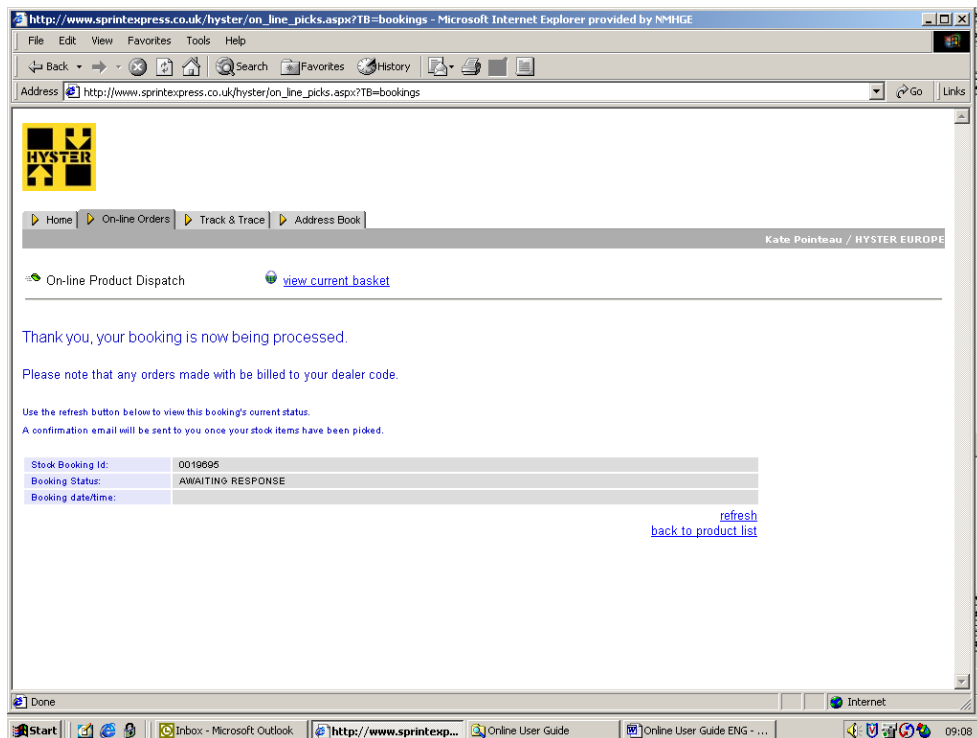 http://www.sprintexpress.co.uk/hyster/on_line_picks.aspx?TB=bookings - Microsoft Internet Explorer provided by NMHGE
File Edit View Favorites Tools Help
Back Search Favorites History
Address http://www.sprintexpress.co.uk/hyster/on_line_picks.aspx?TB=bookings Go Links
HYSTER
Home On-line Orders Track & Trace Address Book
Kate Pointeau / HYSTER EUROPE
On-line Product Dispatch view current basket
Thank you, your booking is now being processed.
Please note that any orders made with be billed to your dealer code.
Use the refresh button below to view this booking's current status.
A confirmation email will be sent to you once your stock items have been picked.
Stock Booking Id: 0019695
Booking Status: AWAITING RESPONSE
Booking date/time:
refresh
back to product list
Done Internet
Start Inbox - Microsoft Outlook http://www.sprintexp... Online User Guide Online User Guide ENG - ... 09:08